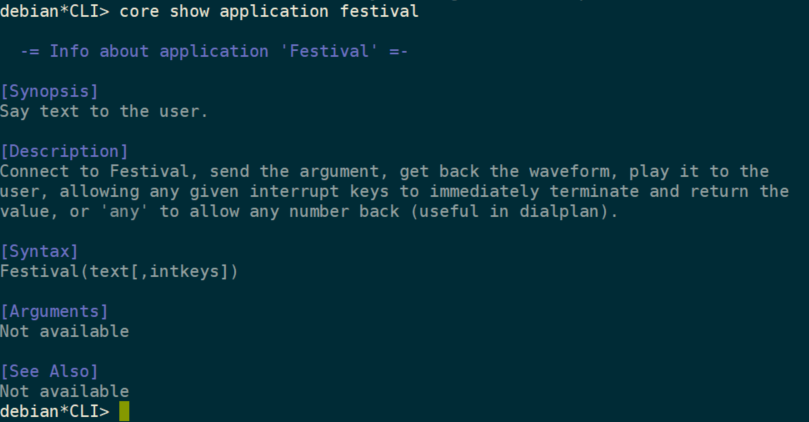 debian*CLI> core show application festival
-= Info about application 'Festival' =-
[Synopsis]
Say text to the user.
[Description]
Connect to Festival, send the argument, get back the waveform, play it to the
user, allowing any given interrupt keys to immediately terminate and return the
value, or 'any' to allow any number back (useful in dialplan).
[Syntax]
Festival(text[,intkeys])
[Arguments]
Not available
[See Also]
Not available
debian*CLI>